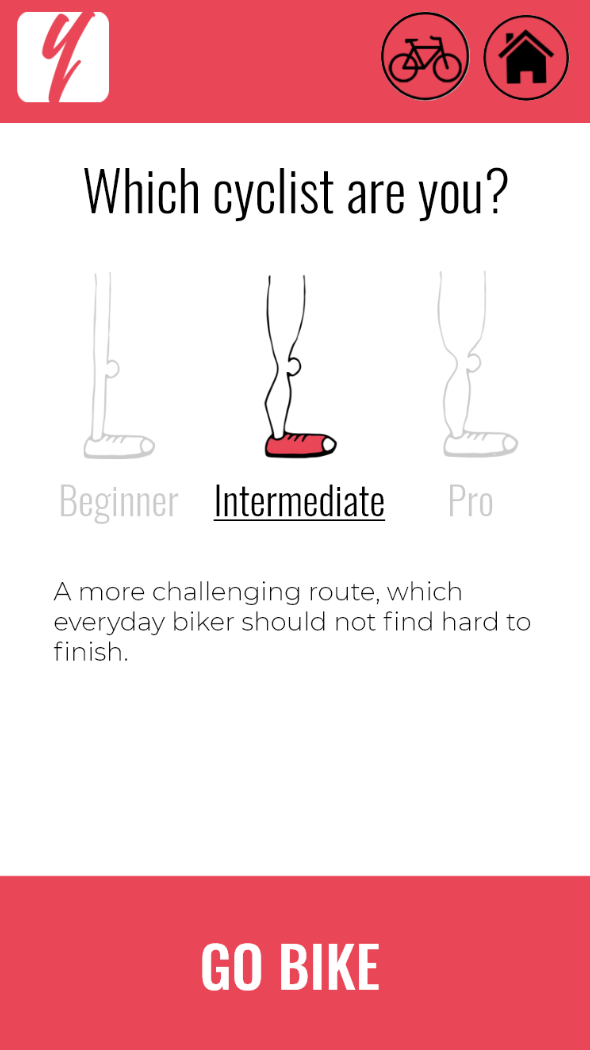 y
Which cyclist are you?
Beginner
Intermediate
Pro
A more challenging route, which
everyday biker should not find hard to
finish.
GO BIKE